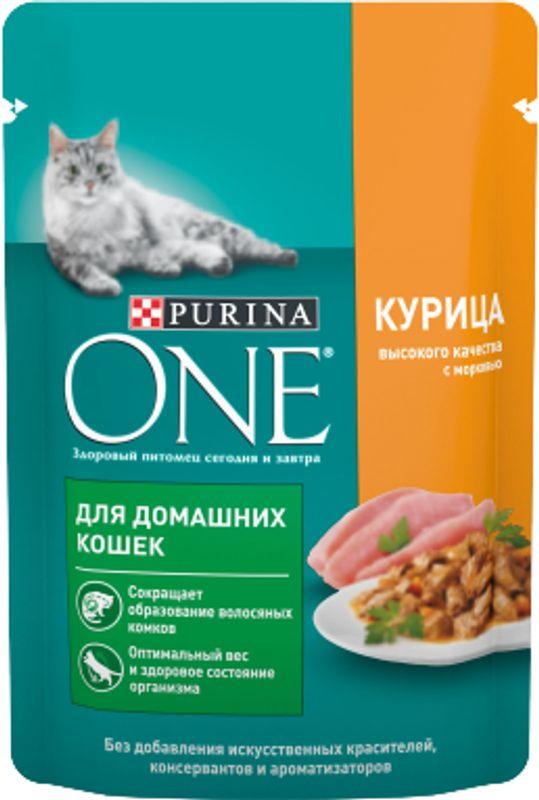 PURINA
ONE®
Здоровый питомец сегодня и завтра
КУРИЦА
высокого качества
с морковью
ДЛЯ ДОМАШНИХ
КОШЕК
Сокращает
образование волосяных
комков
Оптимальный вес
и здоровое состояние
организма
Без добавления искусственных красителей,
консервантов и ароматизаторов